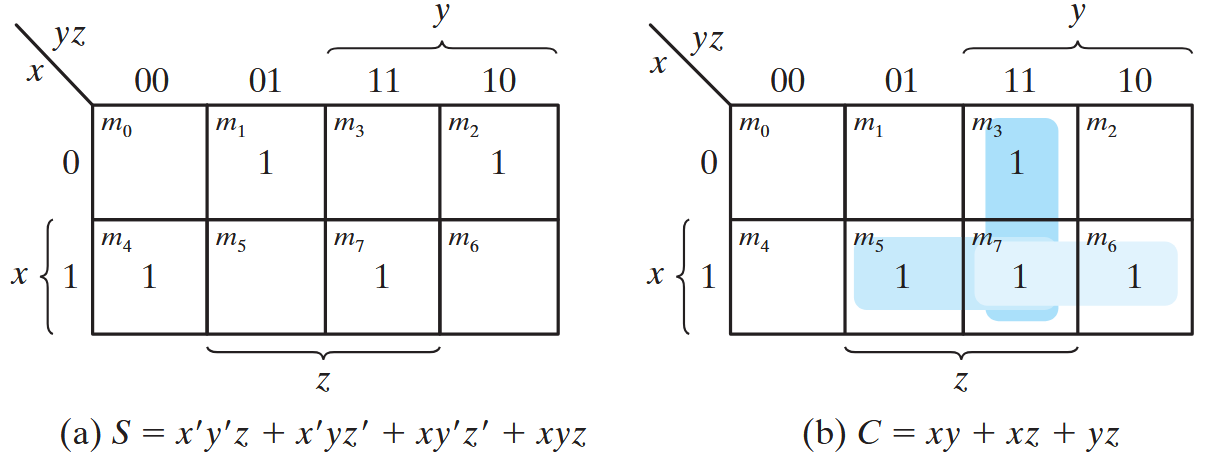 yz
x
y
00 01 11 10
0
m0 m1 m3 m2
1 1
x 1
m4 m5 m7 m6
1 1
z
(a) S = x'y'z + x'yz' + xy'z' + xyz
yz
x
y
00 01 11 10
0
m0 m1 m3 m2
1
x 1
m4 m5 m7 m6
1 1 1
z
(b) C = xy + xz + yz